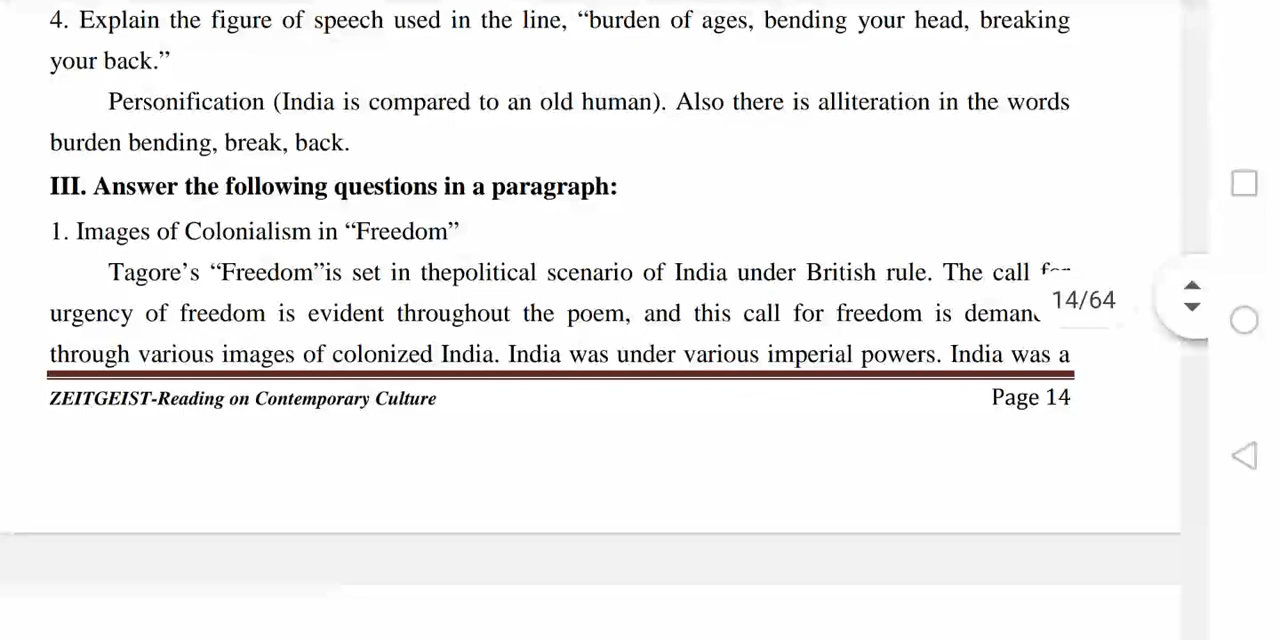 4. Explain the figure of speech used in the line, “burden of ages, bending your head, breaking
your back.”
Personification (India is compared to an old human). Also there is alliteration in the words
burden bending, break, back.
III. Answer the following questions in a paragraph:
1. Images of Colonialism in “Freedom”
Tagore’s “Freedom”is set in thepolitical scenario of India under British rule. The call
urgency of freedom is evident throughout the poem, and this call for freedom is
14/64
through various images of colonized India. India was under various imperial powers. India was a
ZEITGEIST-Reading on Contemporary Culture
Page 14